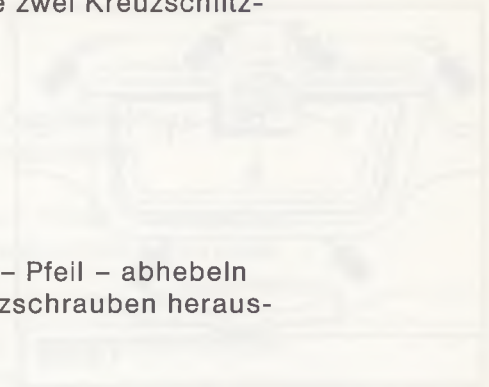 zwei Kreuzschlitz-
– Pfeil – abhebeln
zschrauben heraus-